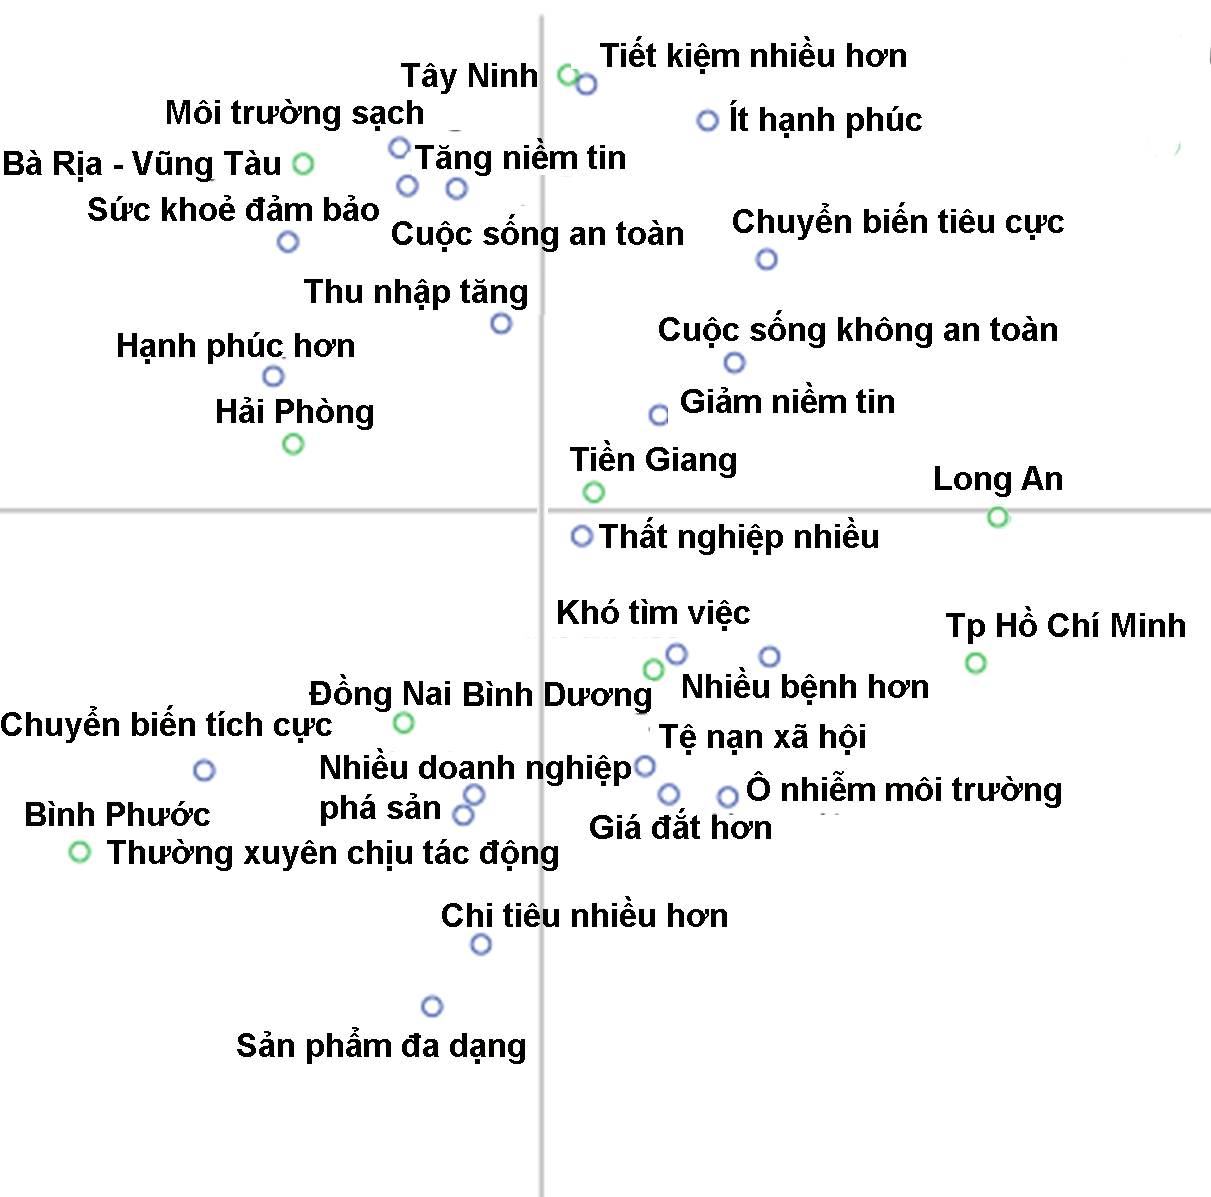 Tiết kiệm nhiều hơn
Tây Ninh
Môi trường sạch
Ít hạnh phúc
Tăng niềm tin
Bà Rịa - Vũng Tàu
Sức khoẻ đảm bảo
Chuyển biến tiêu cực
Cuộc sống an toàn
Thu nhập tăng
Cuộc sống không an toàn
Hạnh phúc hơn
Giảm niềm tin
Hải Phòng
Tiền Giang
Long An
Thất nghiệp nhiều
Khó tìm việc
Tp Hồ Chí Minh
Đồng Nai
Bình Dương
Nhiều bệnh hơn
Chuyển biến tích cực
Tệ nạn xã hội
Nhiều doanh nghiệp
phá sản
Ô nhiễm môi trường
Bình Phước
Giá đắt hơn
Thường xuyên chịu tác động
Chi tiêu nhiều hơn
Sản phẩm đa dạng